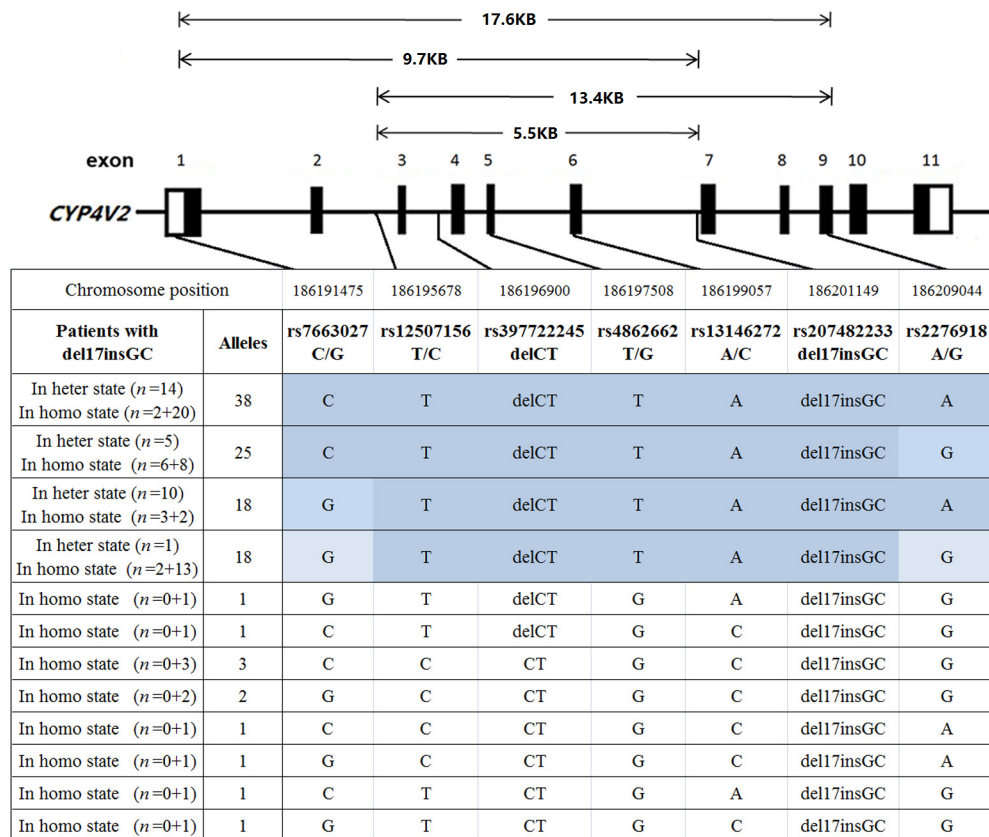 17.6KB
9.7KB
13.4KB
5.5KB
exon 1 2 3 4 5 6 7 8 9 10 11
CYP4V2
Chromosome position 186191475 186195678 186196900 186197508 186199057 186201149 186209044
Patients with del17insGC Alleles rs7663027 C/G rs12507156 T/C rs397722245 delCT rs4862662 T/G rs13146272 A/C rs207482233 del17insGC rs2276918 A/G
In heter state (n=14)
In homo state (n=2+20) 38 C T delCT T A del17insGC A
In heter state (n=5)
In homo state (n=6+8) 25 C T delCT T A del17insGC G
In heter state (n=10)
In homo state (n=3+2) 18 G T delCT T A del17insGC A
In heter state (n=1)
In homo state (n=2+13) 18 G T delCT T A del17insGC G
In homo state (n=0+1) 1 G T delCT G A del17insGC G
In homo state (n=0+1) 1 C T delCT G C del17insGC G
In homo state (n=0+3) 3 C C CT G C del17insGC G
In homo state (n=0+2) 2 G C CT G C del17insGC G
In homo state (n=0+1) 1 C C CT G C del17insGC A
In homo state (n=0+1) 1 G C CT G C del17insGC A
In homo state (n=0+1) 1 C T CT G A del17insGC G
In homo state (n=0+1) 1 G T CT G C del17insGC G